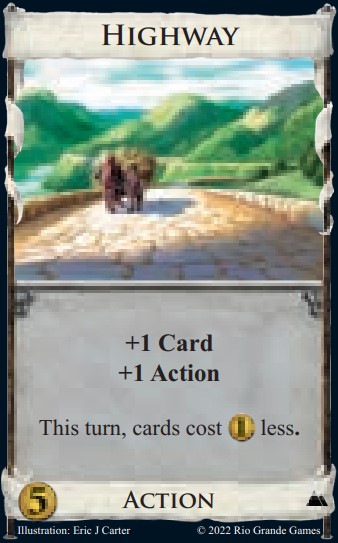 HIGHWAY
+1 Card
+1 Action
This turn, cards cost 1 less.
5
ACTION
Illustration: Eric J Carter © 2022 Rio Grande Games